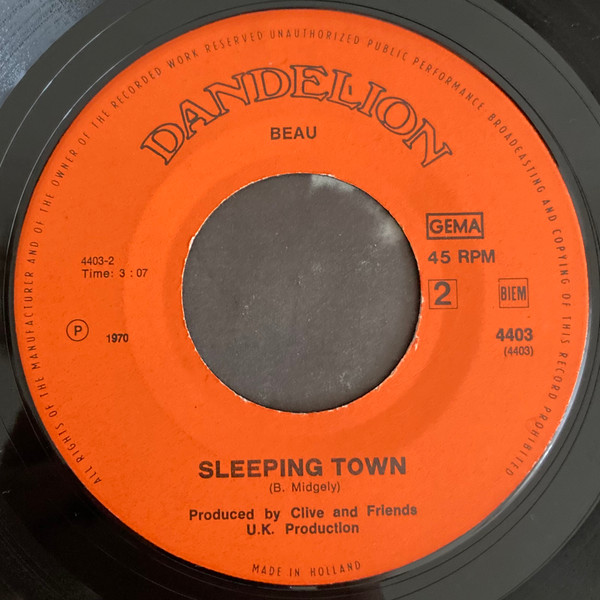 ALL RIGHTS OF THE MANUFACTURER AND OF THE OWNER OF THE RECORDED WORK RESERVED UNAUTHORIZED PUBLIC PERFORMANCE BROADCASTING AND COPYING OF THIS RECORD PROHIBITED
DANDELION
BEAU
GEMA
45 RPM
4403-2
Time: 3 : 07
2
BIEM
P 1970
4403
(4403)
SLEEPING TOWN
(B. Midgely)
Produced by Clive and Friends
U.K. Production
MADE IN HOLLAND